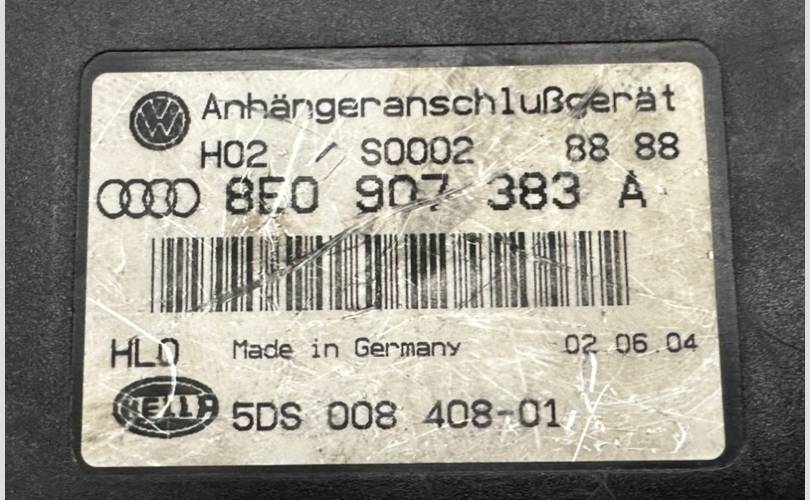 Anhängeranschlußgerät
H02 / S0002 88 88
8E0 907 383 A
HLO Made in Germany 02 06 04
HELLA 5DS 008 408-01